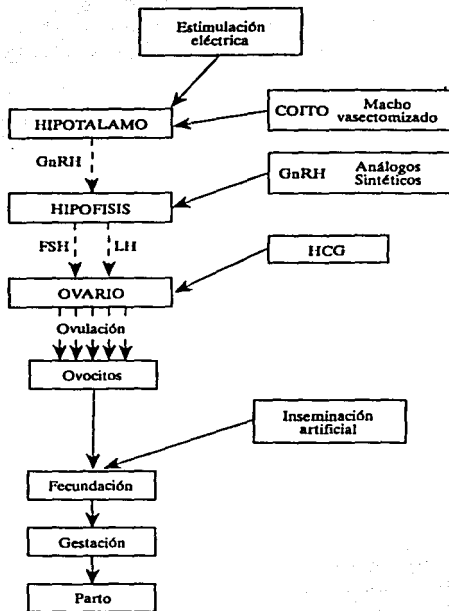 Estimulación
eléctrica
COITO Macho
vasectomizado
HIPOTALAMO
GnRH
GnRH Análogos
Sintéticos
HIPOFISIS
FSH LH
HCG
OVARIO
Ovulación
Ovocitos
Inseminación
artificial
Fecundación
Gestación
Parto